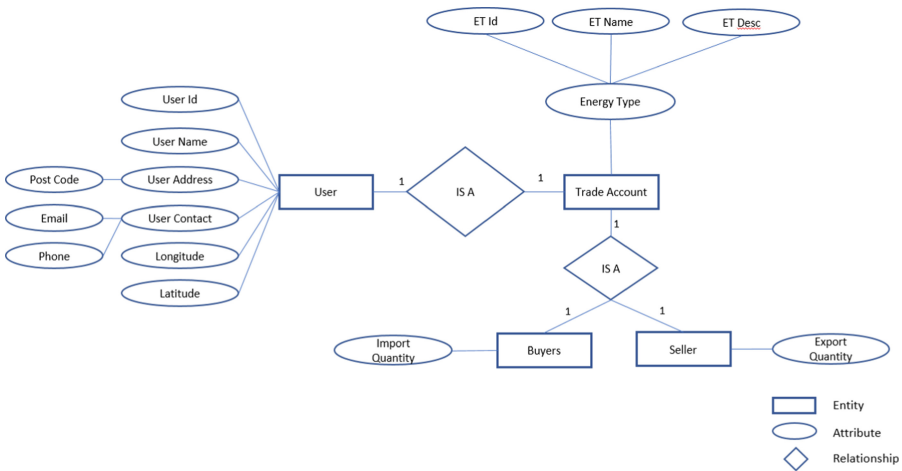 ET Id
ET Name
ET Desc
Energy Type
User Id
User Name
Post Code
User Address
Email
User Contact
Phone
Longitude
Latitude
User
1
IS A
1
Trade Account
1
IS A
1
1
Import
Quantity
Buyers
Seller
Export
Quantity
Entity
Attribute
Relationship